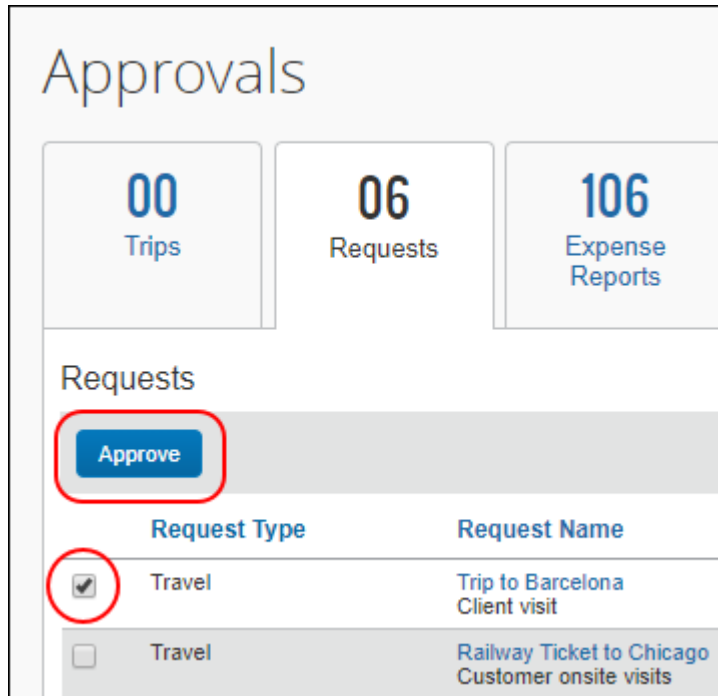 Approvals
00
Trips
06
Requests
106
Expense
Reports
Requests
Approve
Request Type Request Name
Travel Trip to Barcelona
Client visit
Travel Railway Ticket to Chicago
Customer onsite visits